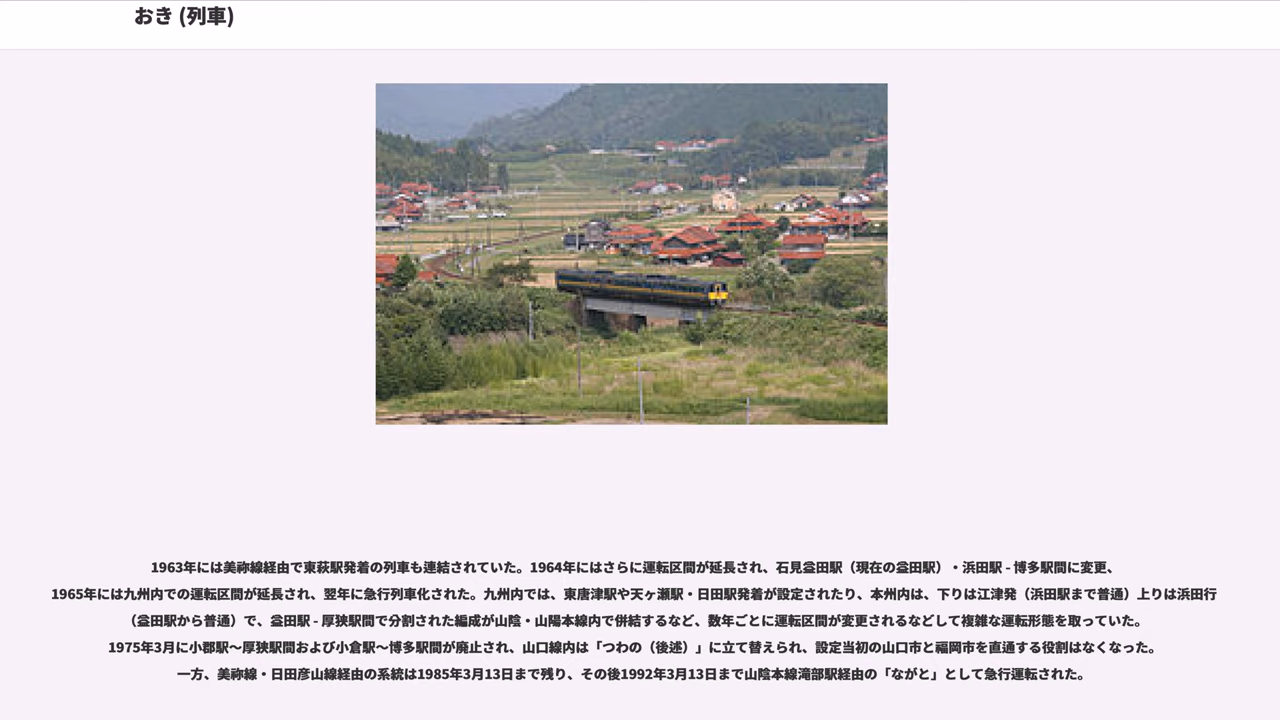 おき (列車)
1963年には美祢線経由で東萩駅発着の列車も連結されていた。1964年にはさらに運転区間が延長され、石見益田駅（現在の益田駅）・浜田駅 - 博多駅間に変更、
1965年には九州内での運転区間が延長され、翌年に急行列車化された。九州内では、東唐津駅や天ヶ瀬駅・日田駅発着が設定されたり、本州内は、下りは江津発（浜田駅まで普通）上りは浜田行
（益田駅から普通）で、益田駅 - 厚狭駅間で分割された編成が山陰・山陽本線内で併結するなど、数年ごとに運転区間が変更されるなどして複雑な運転形態を取っていた。
1975年3月に小郡駅〜厚狭駅間および小倉駅〜博多駅間が廃止され、山口線内は「つわの（後述）」に立て替えられ、設定当初の山口市と福岡市を直通する役割はなくなった。
一方、美祢線・日田彦山線経由の系統は1985年3月13日まで残り、その後1992年3月13日まで山陰本線滝部駅経由の「ながと」として急行運転された。